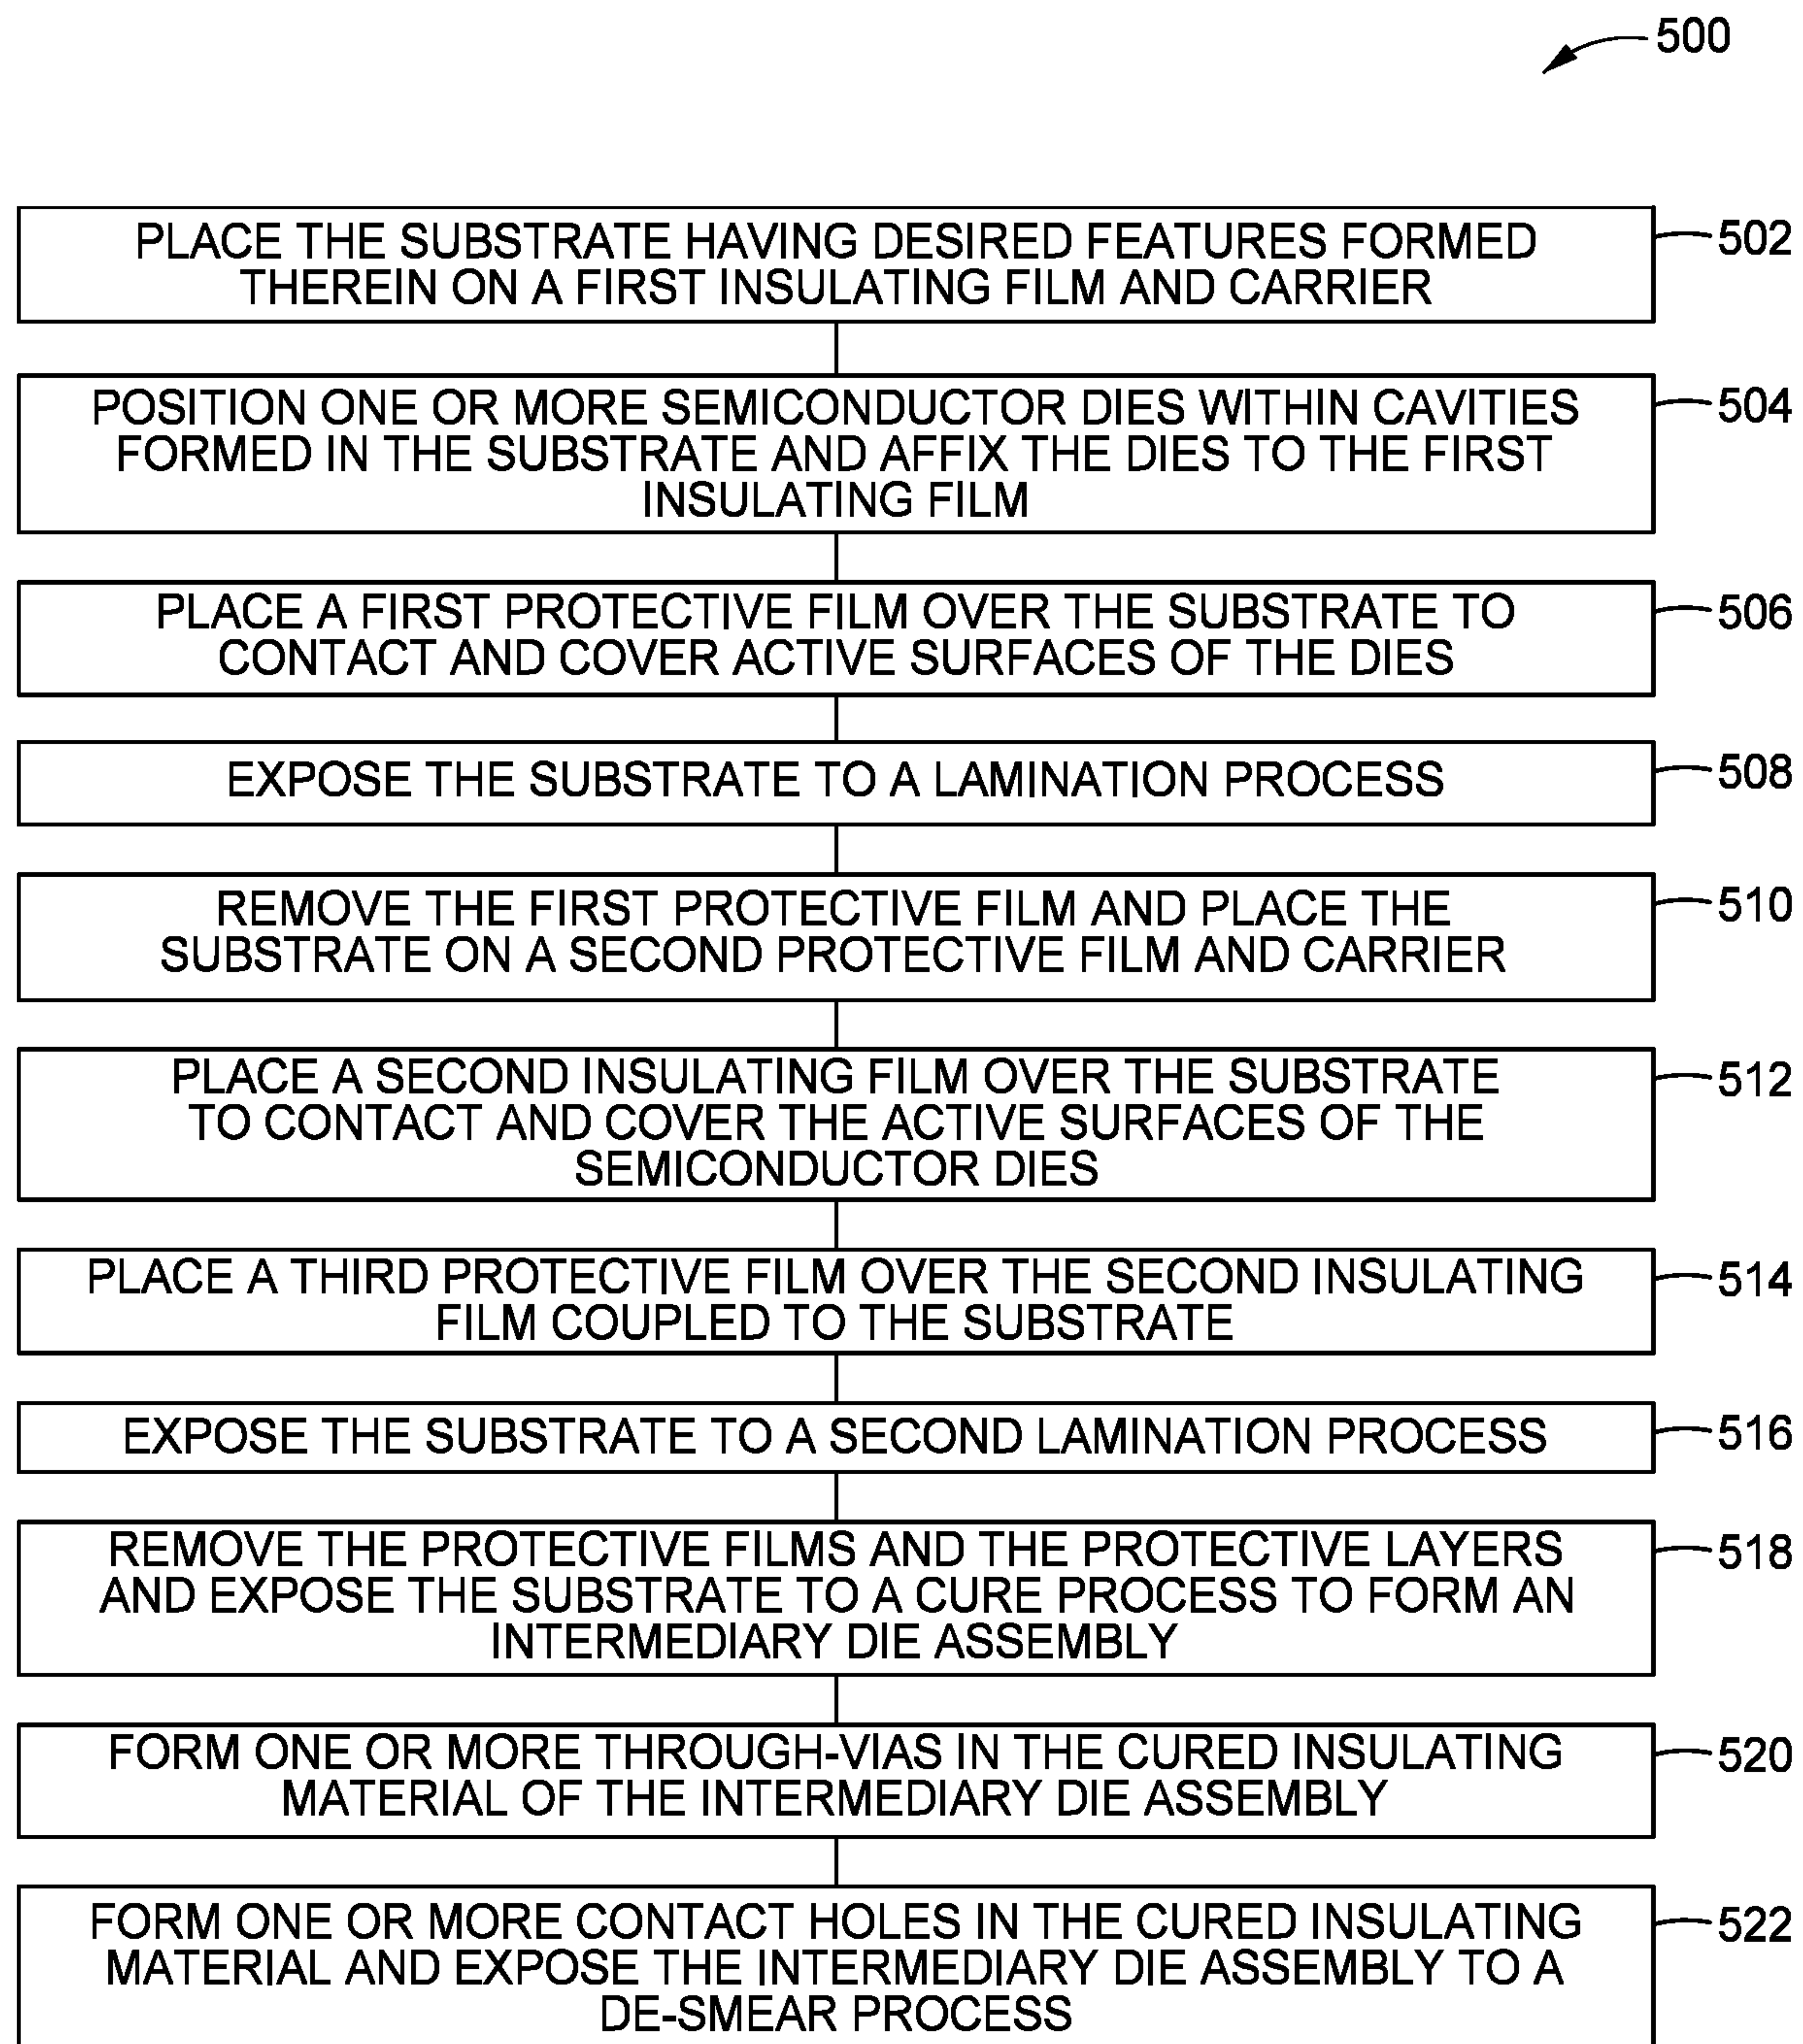 500
PLACE THE SUBSTRATE HAVING DESIRED FEATURES FORMED
THEREIN ON A FIRST INSULATING FILM AND CARRIER
502
POSITION ONE OR MORE SEMICONDUCTOR DIES WITHIN CAVITIES
FORMED IN THE SUBSTRATE AND AFFIX THE DIES TO THE FIRST
INSULATING FILM
504
PLACE A FIRST PROTECTIVE FILM OVER THE SUBSTRATE TO
CONTACT AND COVER ACTIVE SURFACES OF THE DIES
506
EXPOSE THE SUBSTRATE TO A LAMINATION PROCESS
508
REMOVE THE FIRST PROTECTIVE FILM AND PLACE THE
SUBSTRATE ON A SECOND PROTECTIVE FILM AND CARRIER
510
PLACE A SECOND INSULATING FILM OVER THE SUBSTRATE
TO CONTACT AND COVER THE ACTIVE SURFACES OF THE
SEMICONDUCTOR DIES
512
PLACE A THIRD PROTECTIVE FILM OVER THE SECOND INSULATING
FILM COUPLED TO THE SUBSTRATE
514
EXPOSE THE SUBSTRATE TO A SECOND LAMINATION PROCESS
516
REMOVE THE PROTECTIVE FILMS AND THE PROTECTIVE LAYERS
AND EXPOSE THE SUBSTRATE TO A CURE PROCESS TO FORM AN
INTERMEDIARY DIE ASSEMBLY
518
FORM ONE OR MORE THROUGH-VIAS IN THE CURED INSULATING
MATERIAL OF THE INTERMEDIARY DIE ASSEMBLY
520
FORM ONE OR MORE CONTACT HOLES IN THE CURED INSULATING
MATERIAL AND EXPOSE THE INTERMEDIARY DIE ASSEMBLY TO A
DE-SMEAR PROCESS
522